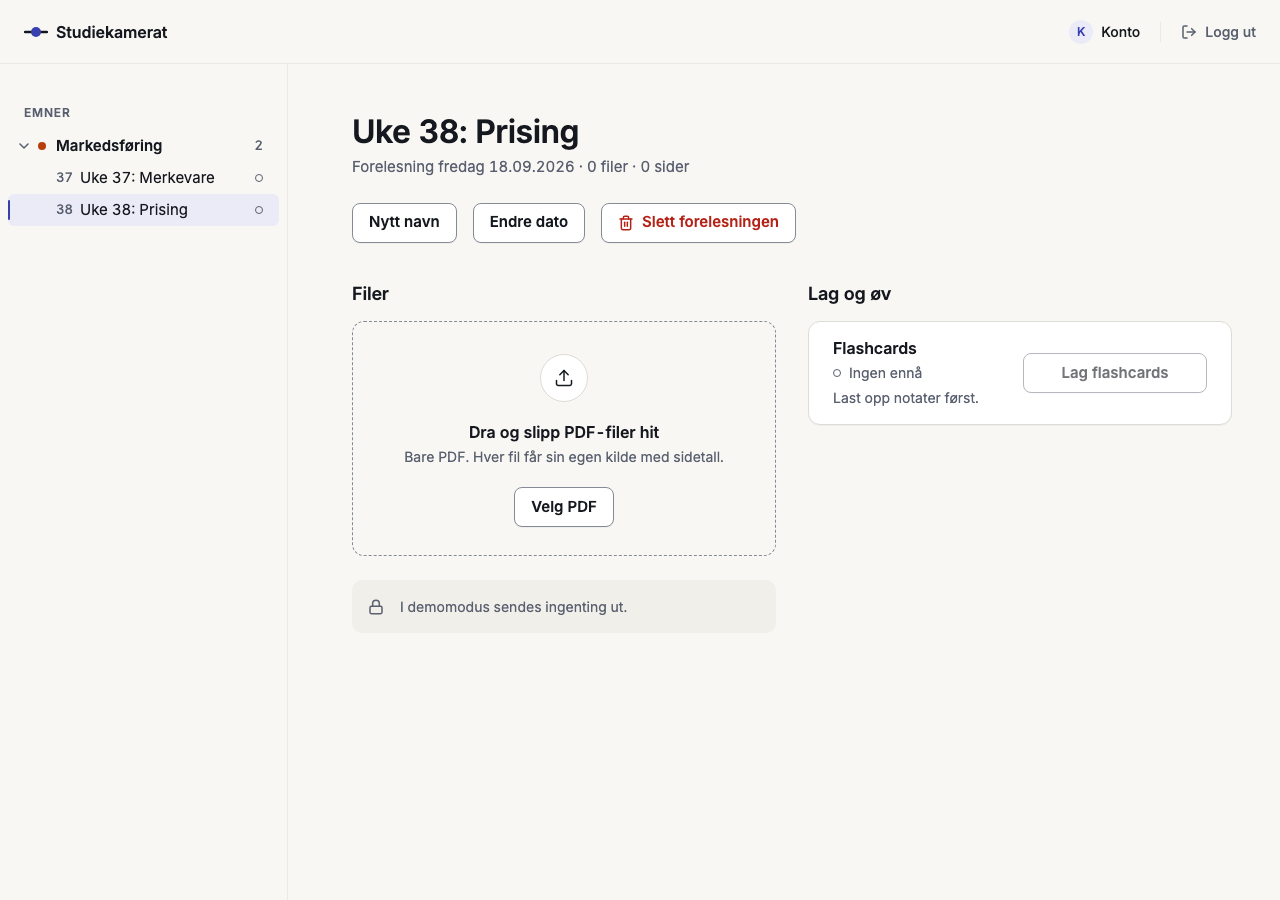 Studiekamerat
K Konto
Logg ut
EMNER
Markedsføring 2
37 Uke 37: Merkevare
38 Uke 38: Prising
Uke 38: Prising
Forelesning fredag 18.09.2026 · 0 filer · 0 sider
Nytt navn
Endre dato
Slett forelesningen
Filer
Dra og slipp PDF-filer hit
Bare PDF. Hver fil får sin egen kilde med sidetall.
Velg PDF
I demomodus sendes ingenting ut.
Lag og øv
Flashcards
Ingen ennå
Last opp notater først.
Lag flashcards